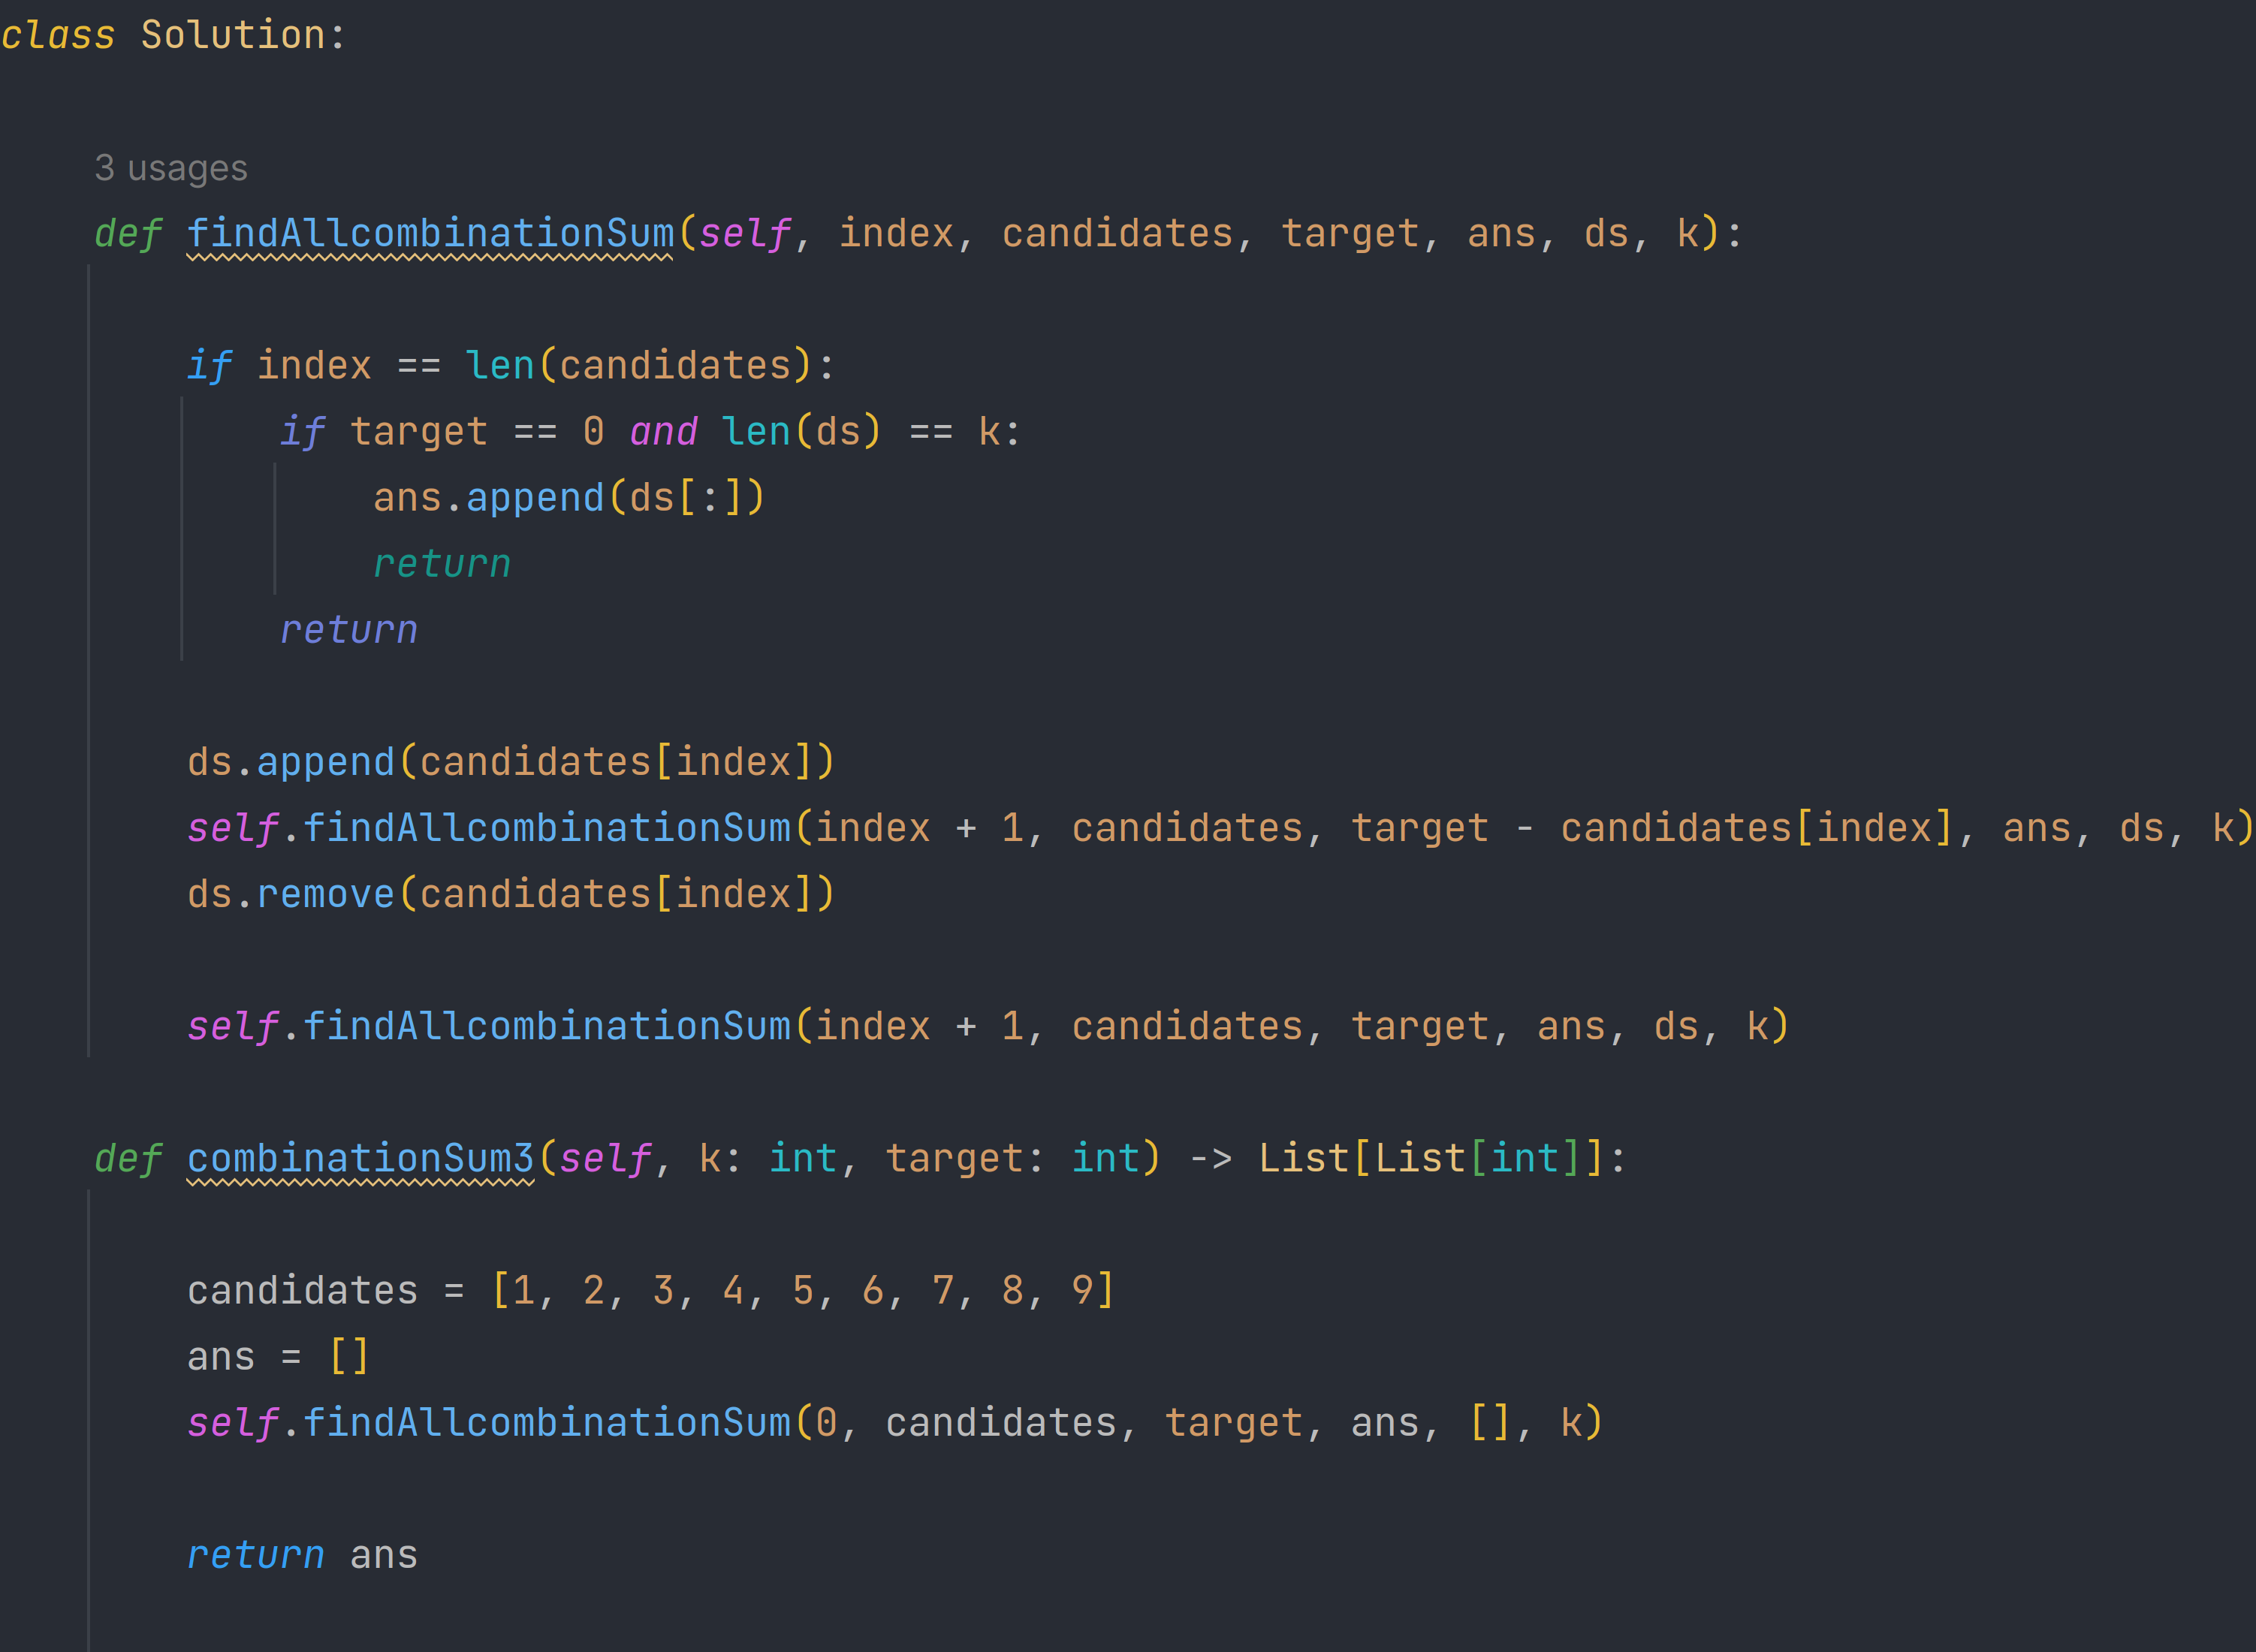 class Solution:
3 usages
def findAllcombinationSum(self, index, candidates, target, ans, ds, k):
if index == len(candidates):
if target == 0 and len(ds) == k:
ans.append(ds[:])
return
return
ds.append(candidates[index])
self.findAllcombinationSum(index + 1, candidates, target - candidates[index], ans, ds, k)
ds.remove(candidates[index])
self.findAllcombinationSum(index + 1, candidates, target, ans, ds, k)
def combinationSum3(self, k: int, target: int) -> List[List[int]]:
candidates = [1, 2, 3, 4, 5, 6, 7, 8, 9]
ans = []
self.findAllcombinationSum(0, candidates, target, ans, [], k)
return ans